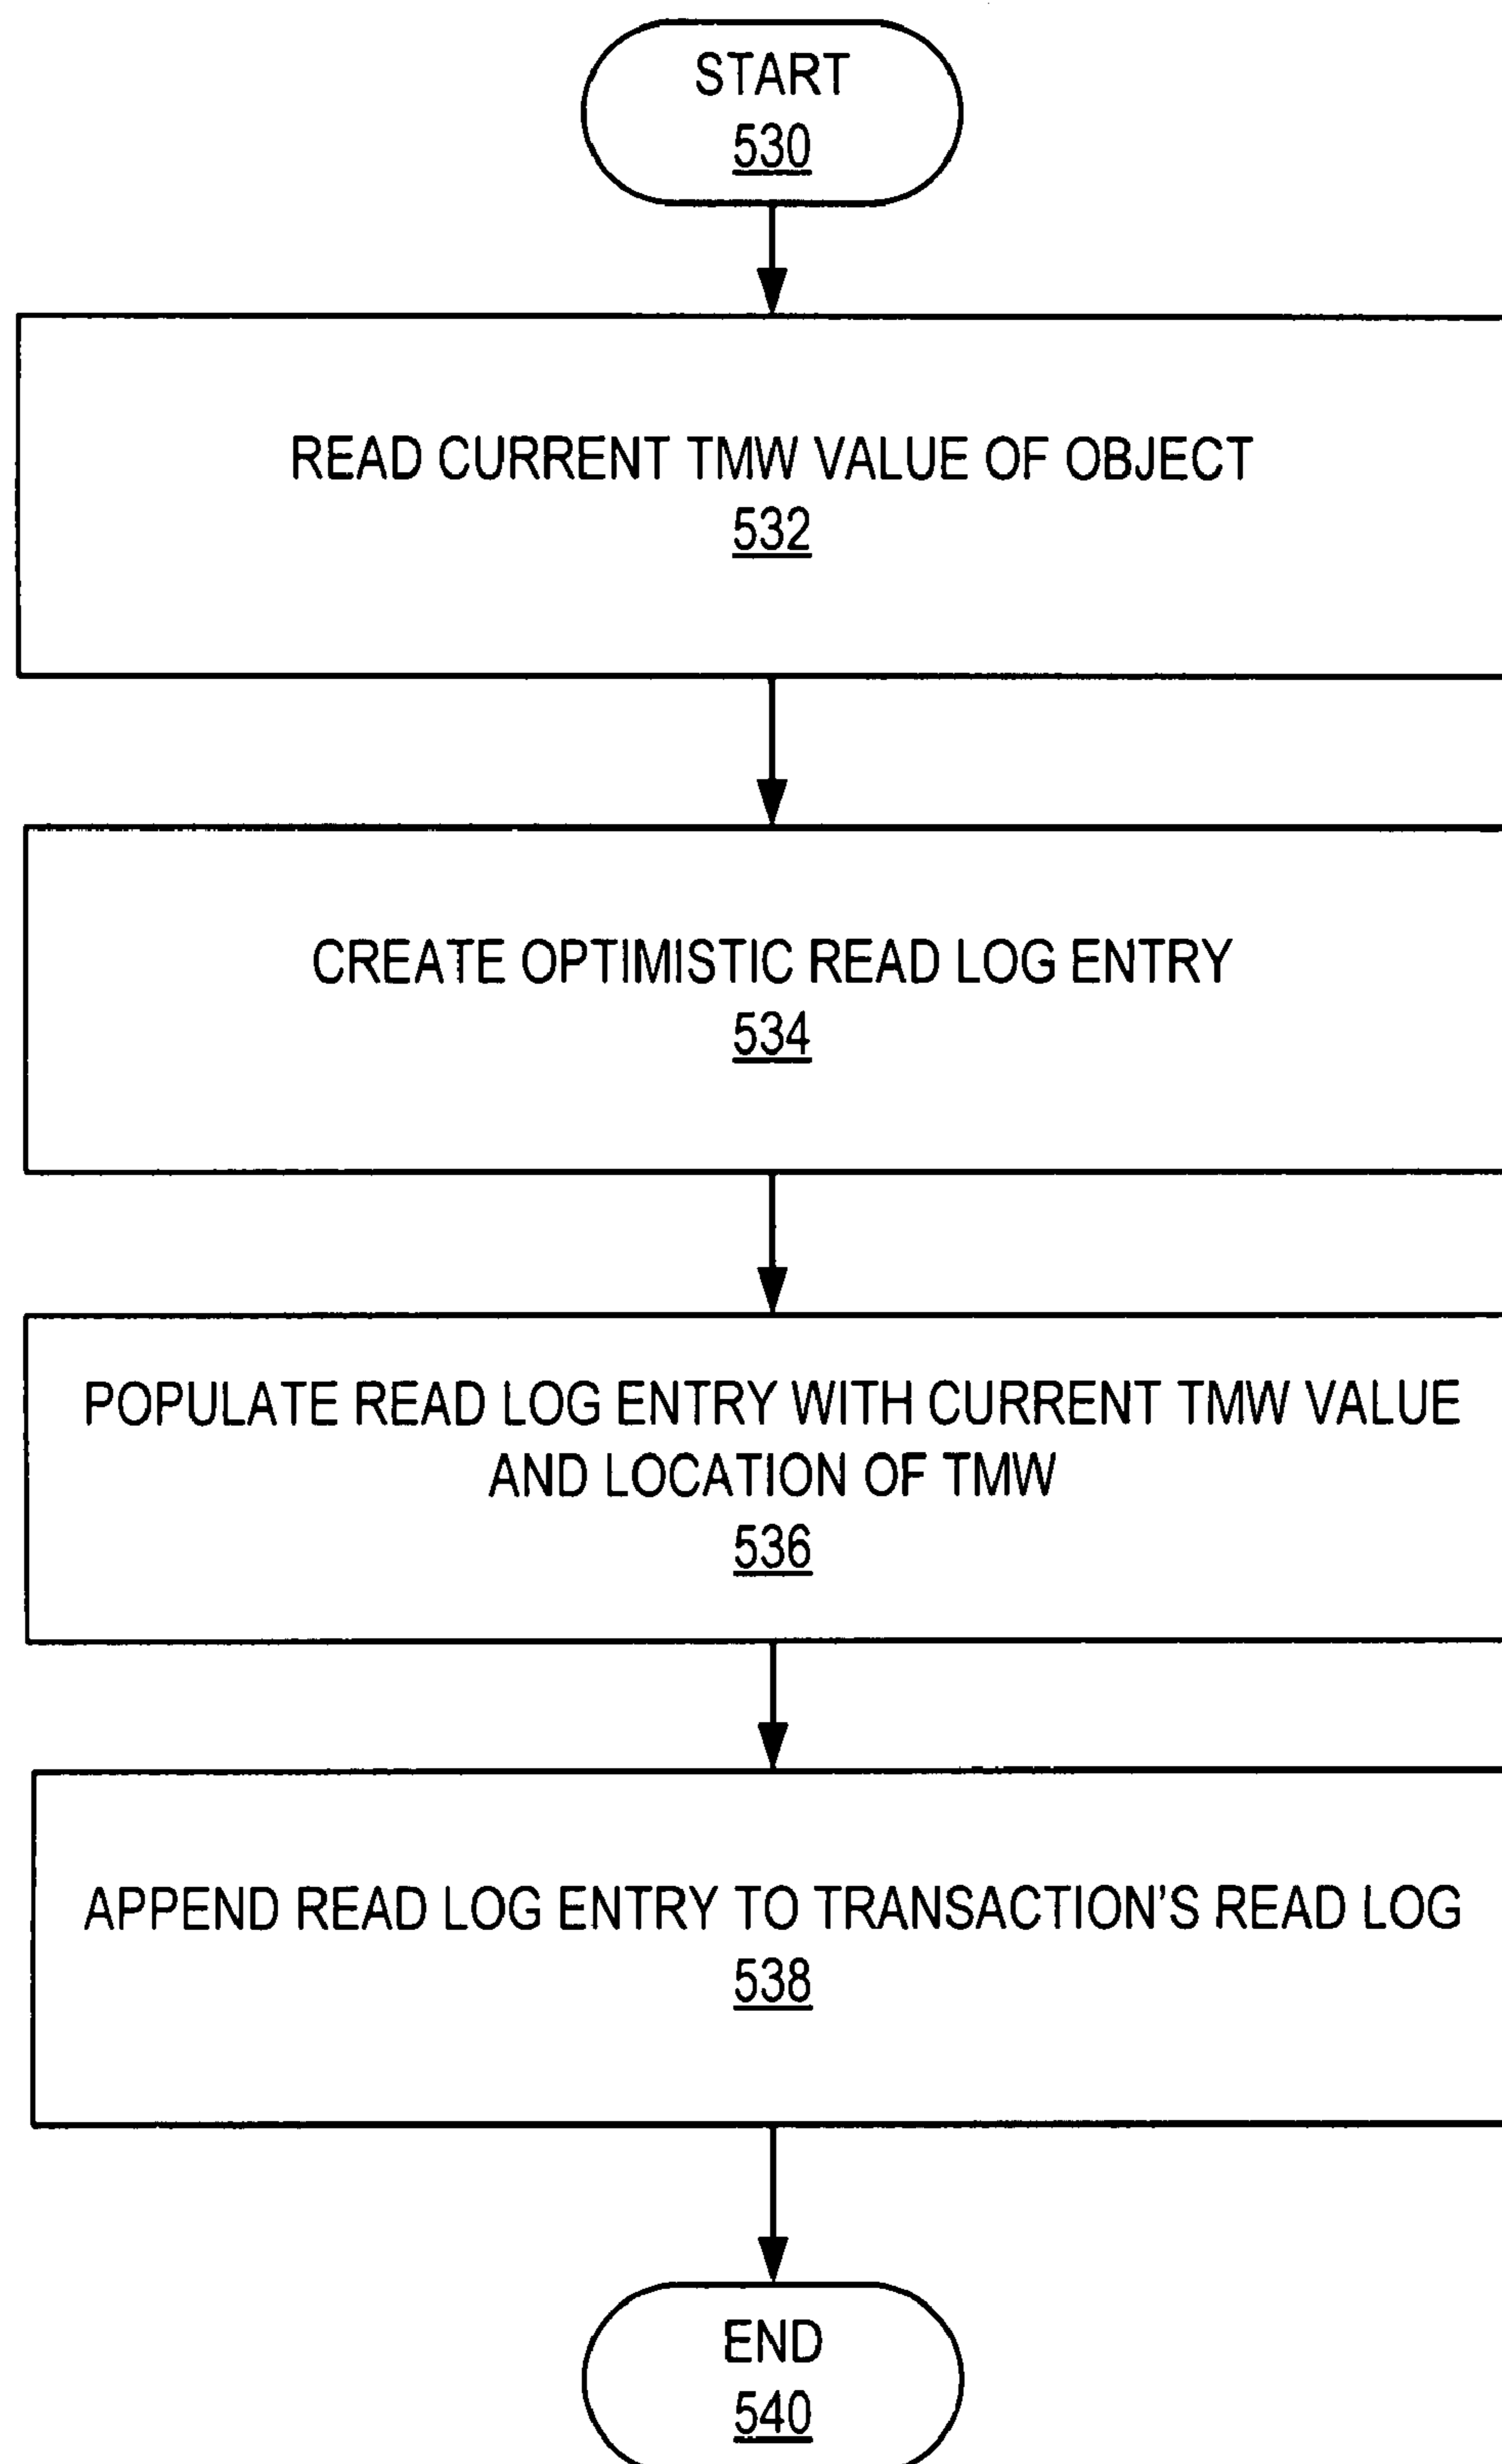 START
530
READ CURRENT TMW VALUE OF OBJECT
532
CREATE OPTIMISTIC READ LOG ENTRY
534
POPULATE READ LOG ENTRY WITH CURRENT TMW VALUE
AND LOCATION OF TMW
536
APPEND READ LOG ENTRY TO TRANSACTION'S READ LOG
538
END
540